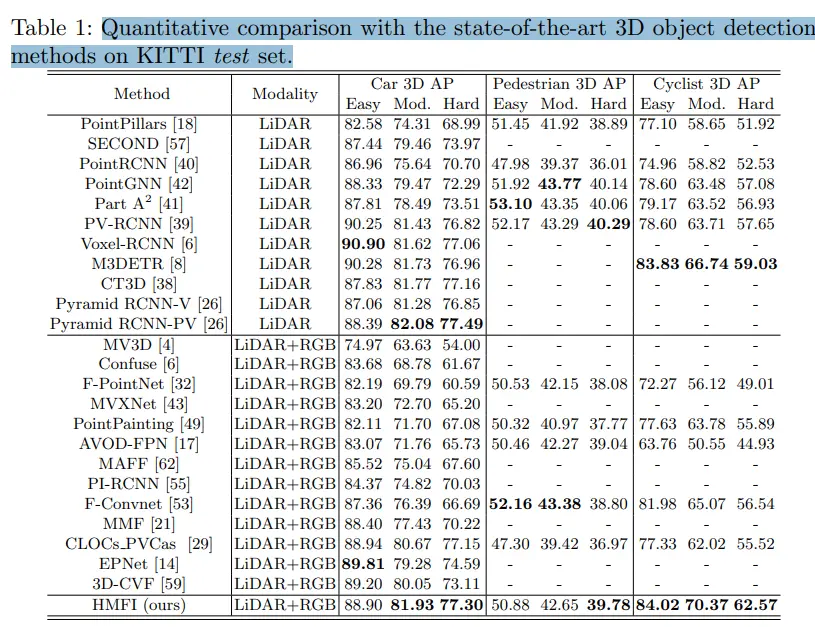 Table 1: Quantitative comparison with the state-of-the-art 3D object detection
methods on KITTI test set.
Method Modality Car 3D AP Pedestrian 3D AP Cyclist 3D AP
Easy Mod. Hard Easy Mod. Hard Easy Mod. Hard
PointPillars [18] LiDAR 82.58 74.31 68.99 51.45 41.92 38.89 77.10 58.65 51.92
SECOND [57] LiDAR 87.44 79.46 73.97 - - - - - -
PointRCNN [40] LiDAR 86.96 75.64 70.70 47.98 39.37 36.01 74.96 58.82 52.53
PointGNN [42] LiDAR 88.33 79.47 72.29 51.92 43.77 40.14 78.60 63.48 57.08
Part A² [41] LiDAR 87.81 78.49 73.51 53.10 43.35 40.06 79.17 63.52 56.93
PV-RCNN [39] LiDAR 90.25 81.43 76.82 52.17 43.29 40.29 78.60 63.71 57.65
Voxel-RCNN [6] LiDAR 90.90 81.62 77.06 - - - - - -
M3DETR [8] LiDAR 90.28 81.73 76.96 - - - 83.83 66.74 59.03
CT3D [38] LiDAR 87.83 81.77 77.16 - - - - - -
Pyramid RCNN-V [26] LiDAR 87.06 81.28 76.85 - - - - - -
Pyramid RCNN-PV [26] LiDAR 88.39 82.08 77.49 - - - - - -
MV3D [4] LiDAR+RGB 74.97 63.63 54.00 - - - - - -
Confuse [6] LiDAR+RGB 83.68 68.78 61.67 - - - - - -
F-PointNet [32] LiDAR+RGB 82.19 69.79 60.59 50.53 42.15 38.08 72.27 56.12 49.01
MVXNet [43] LiDAR+RGB 83.20 72.70 65.20 - - - - - -
PointPainting [49] LiDAR+RGB 82.11 71.70 67.08 50.32 40.97 37.77 77.63 63.78 55.89
AVOD-FPN [17] LiDAR+RGB 83.07 71.76 65.73 50.46 42.27 39.04 63.76 50.55 44.93
MAFF [62] LiDAR+RGB 85.52 75.04 67.60 - - - - - -
PI-RCNN [55] LiDAR+RGB 84.37 74.82 70.03 - - - - - -
F-Convnet [53] LiDAR+RGB 87.36 76.39 66.69 52.16 43.38 38.80 81.98 65.07 56.54
MMF [21] LiDAR+RGB 88.40 77.43 70.22 - - - - - -
CLOCs_PVCas [29] LiDAR+RGB 88.94 80.67 77.15 47.30 39.42 36.97 77.33 62.02 55.52
EPNet [14] LiDAR+RGB 89.81 79.28 74.59 - - - - - -
3D-CVF [59] LiDAR+RGB 89.20 80.05 73.11 - - - - - -
HMFI (ours) LiDAR+RGB 88.90 81.93 77.30 50.88 42.65 39.78 84.02 70.37 62.57